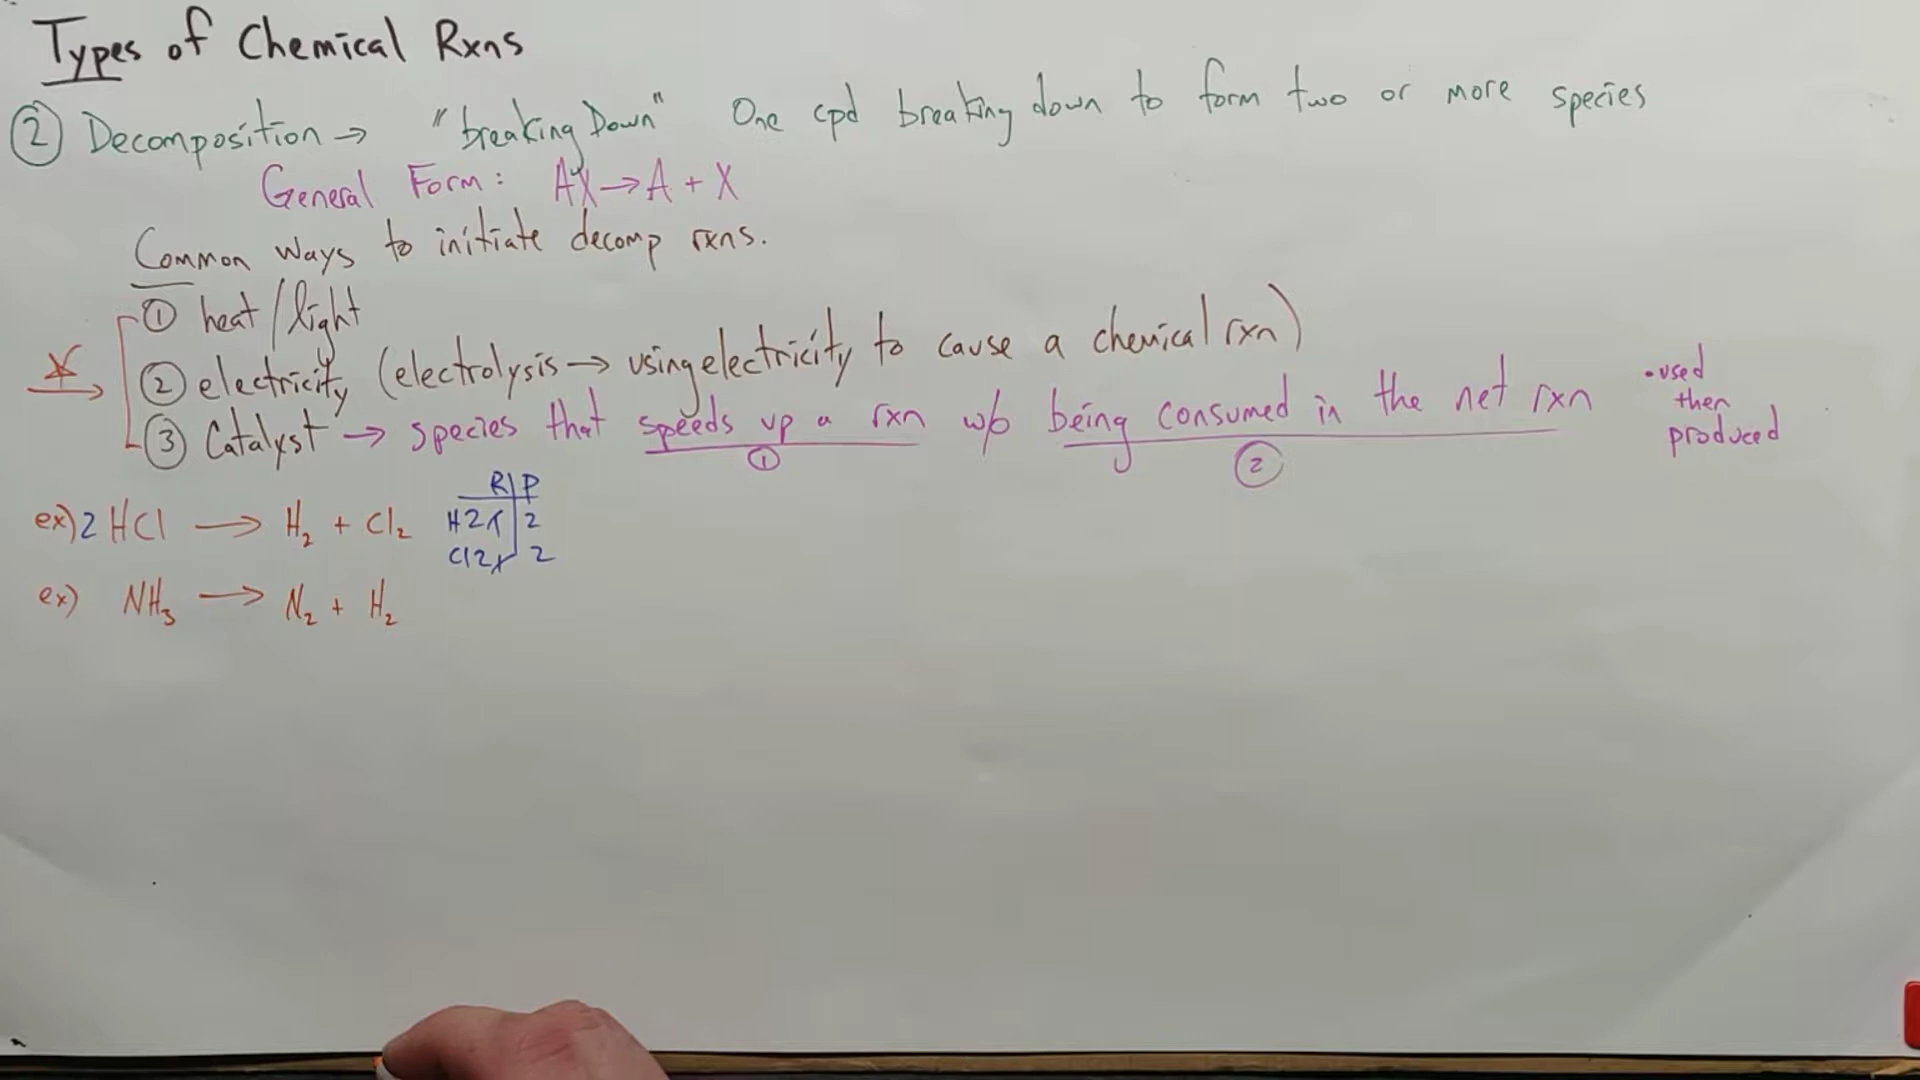 Types of Chemical Rxns
② Decomposition → "breaking Down" One cpd breaking down to form two or more species
General Form: AX → A + X
Common ways to initiate decomp rxns.
① heat/light
② electricity (electrolysis → using electricity to cause a chemical rxn)
③ Catalyst → species that speeds up a rxn w/o being consumed in the net rxn
① ②
• used
then
produced
ex) 2 HCl → H₂ + Cl₂
R | P
H 2 1 | 2
Cl 2 1 | 2
ex) NH₃ → N₂ + H₂